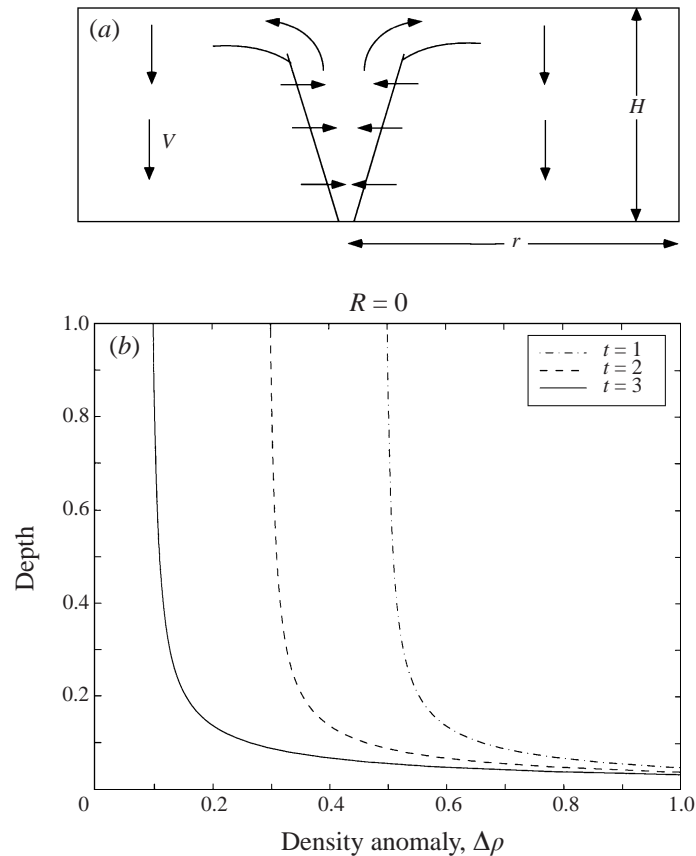 (a)
V
H
r
R = 0
(b)
t = 1
t = 2
t = 3
1.0
0.8
0.6
0.4
0.2
Depth
0 0.2 0.4 0.6 0.8 1.0
Density anomaly, Δρ